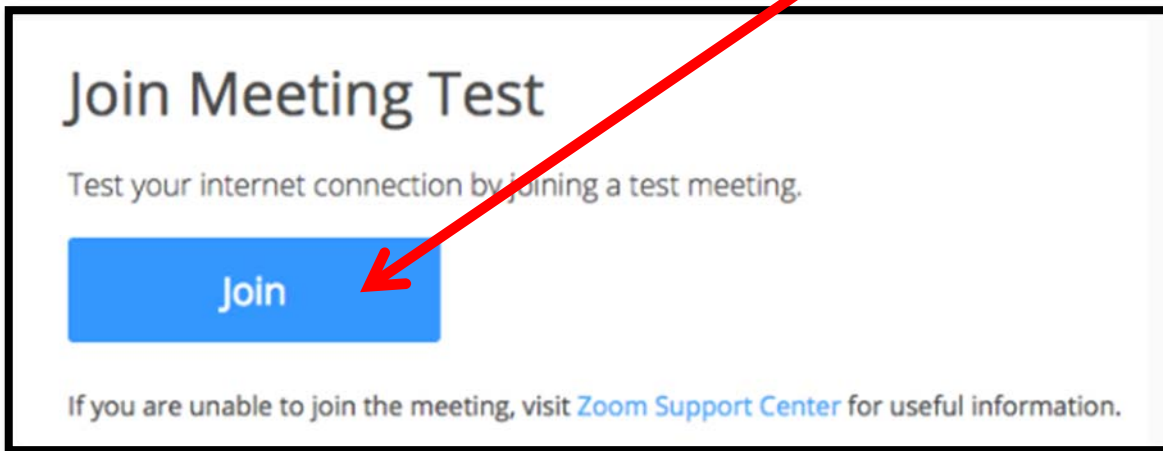 Join Meeting Test
Test your internet connection by joining a test meeting.
Join
If you are unable to join the meeting, visit Zoom Support Center for useful information.